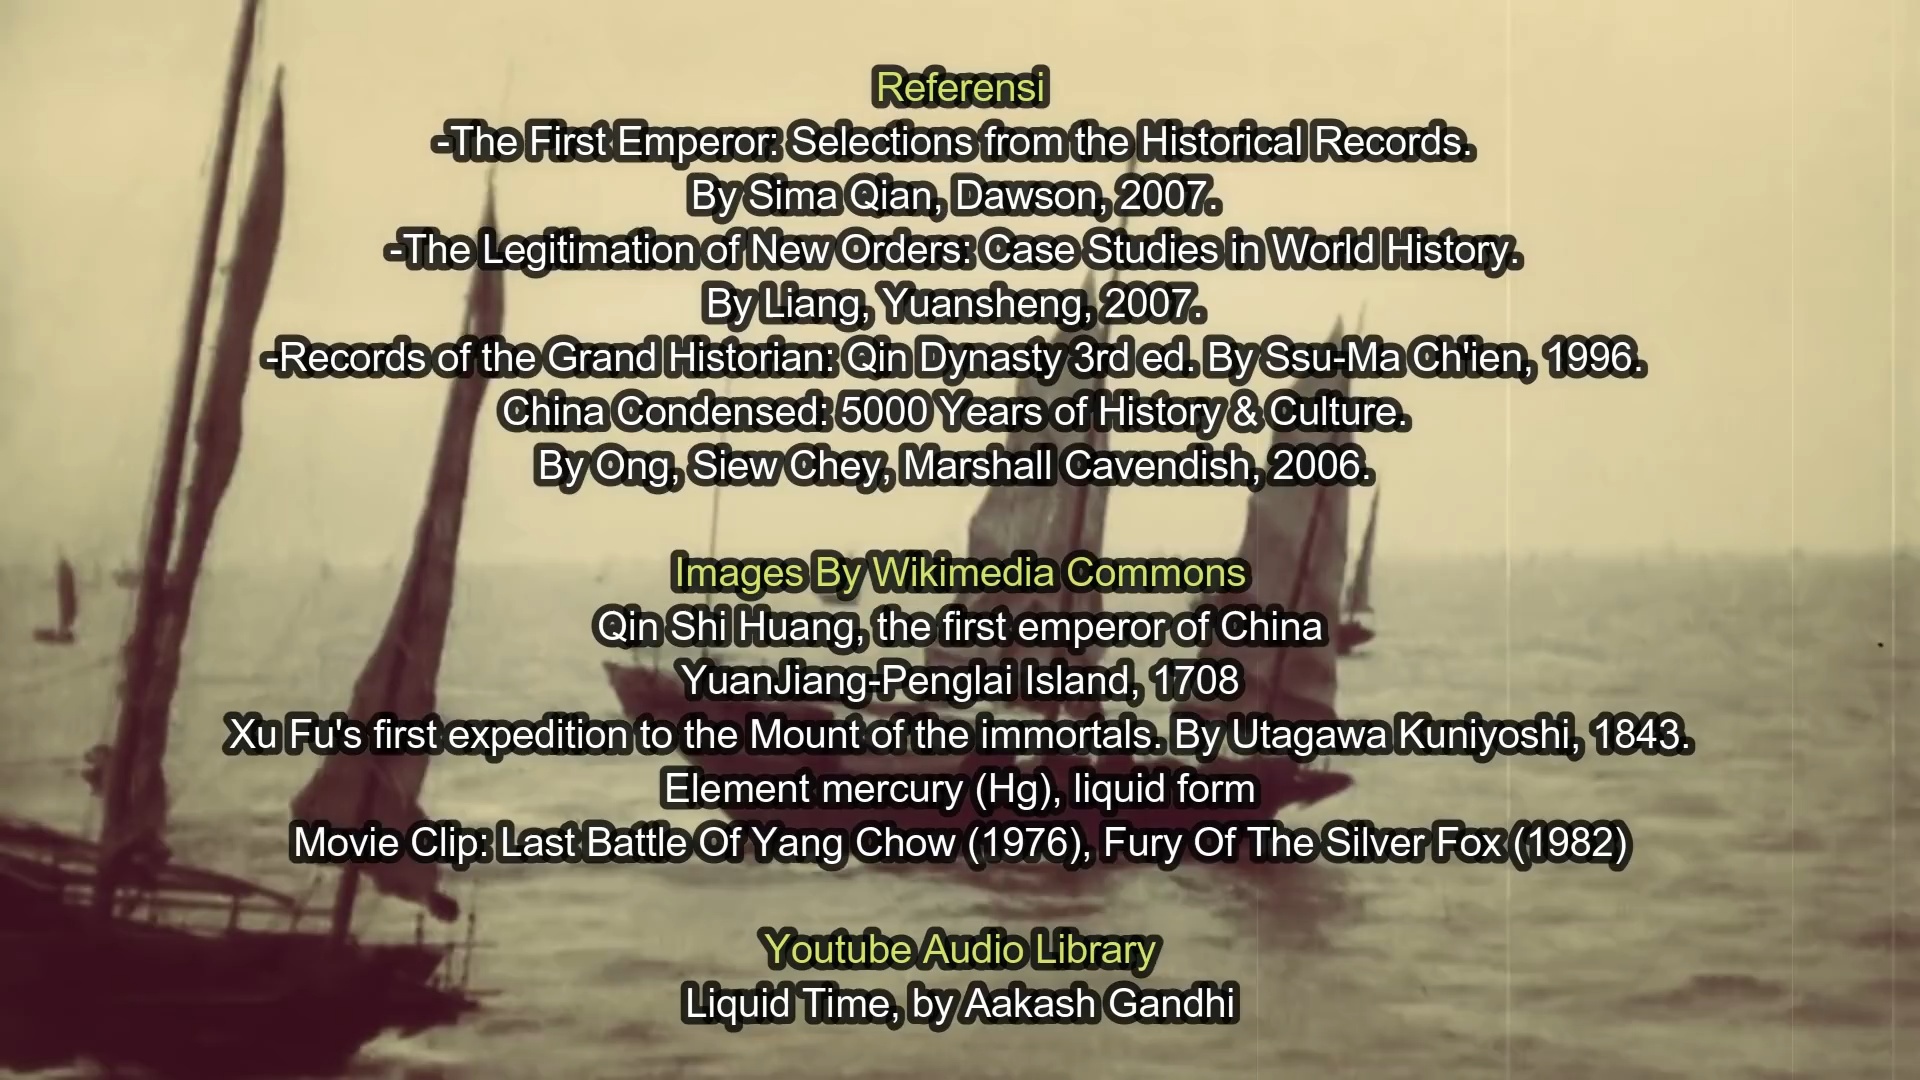 Referensi
-The First Emperor: Selections from the Historical Records.
By Sima Qian, Dawson, 2007.
-The Legitimation of New Orders: Case Studies in World History.
By Liang, Yuansheng, 2007.
-Records of the Grand Historian: Qin Dynasty 3rd ed. By Ssu-Ma Ch'ien, 1996.
China Condensed: 5000 Years of History & Culture.
By Ong, Siew Chey, Marshall Cavendish, 2006.
Images By Wikimedia Commons
Qin Shi Huang, the first emperor of China
YuanJiang-Penglai Island, 1708
Xu Fu's first expedition to the Mount of the immortals. By Utagawa Kuniyoshi, 1843.
Element mercury (Hg), liquid form
Movie Clip: Last Battle Of Yang Chow (1976), Fury Of The Silver Fox (1982)
Youtube Audio Library
Liquid Time, by Aakash Gandhi